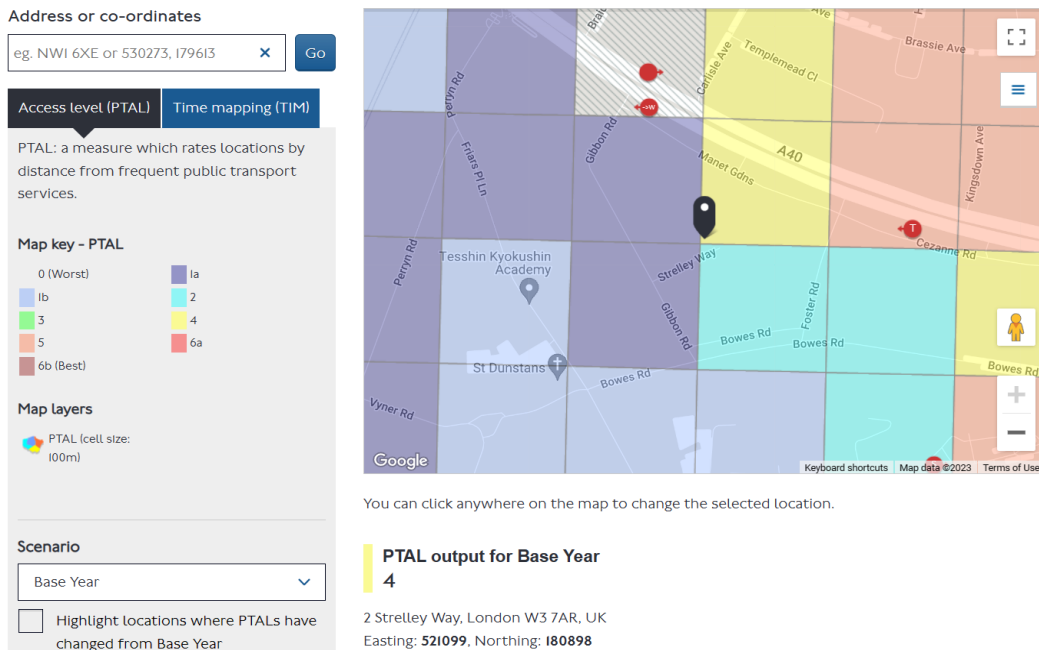 Address or co-ordinates
eg. NW1 6XE or 530273, 179613
×
Go
Access level (PTAL)
Time mapping (TIM)
PTAL: a measure which rates locations by
distance from frequent public transport
services.
Map key - PTAL
0 (Worst)
1a
1b
2
3
4
5
6a
6b (Best)
Map layers
PTAL (cell size:
100m)
Scenario
Base Year
Highlight locations where PTALs have
changed from Base Year
Ave
Brassie Ave
Templemead Cl
Carlisle Ave
Perryn Rd
Gibbon Rd
Friars Pl Ln
Manet Gdns
A40
Kingsdown Ave
T
Cezanne Rd
Perryn Rd
Tesshin Kyokushin
Academy
Strelley Way
Gibbon Rd
Foster Rd
Bowes Rd
Bowes Rd
Bowes Rd
St Dunstans
Bowes Rd
Vyner Rd
Google
Keyboard shortcuts
Map data ©2023
Terms of Use
You can click anywhere on the map to change the selected location.
PTAL output for Base Year
4
2 Strelley Way, London W3 7AR, UK
Easting: 521099, Northing: 180898